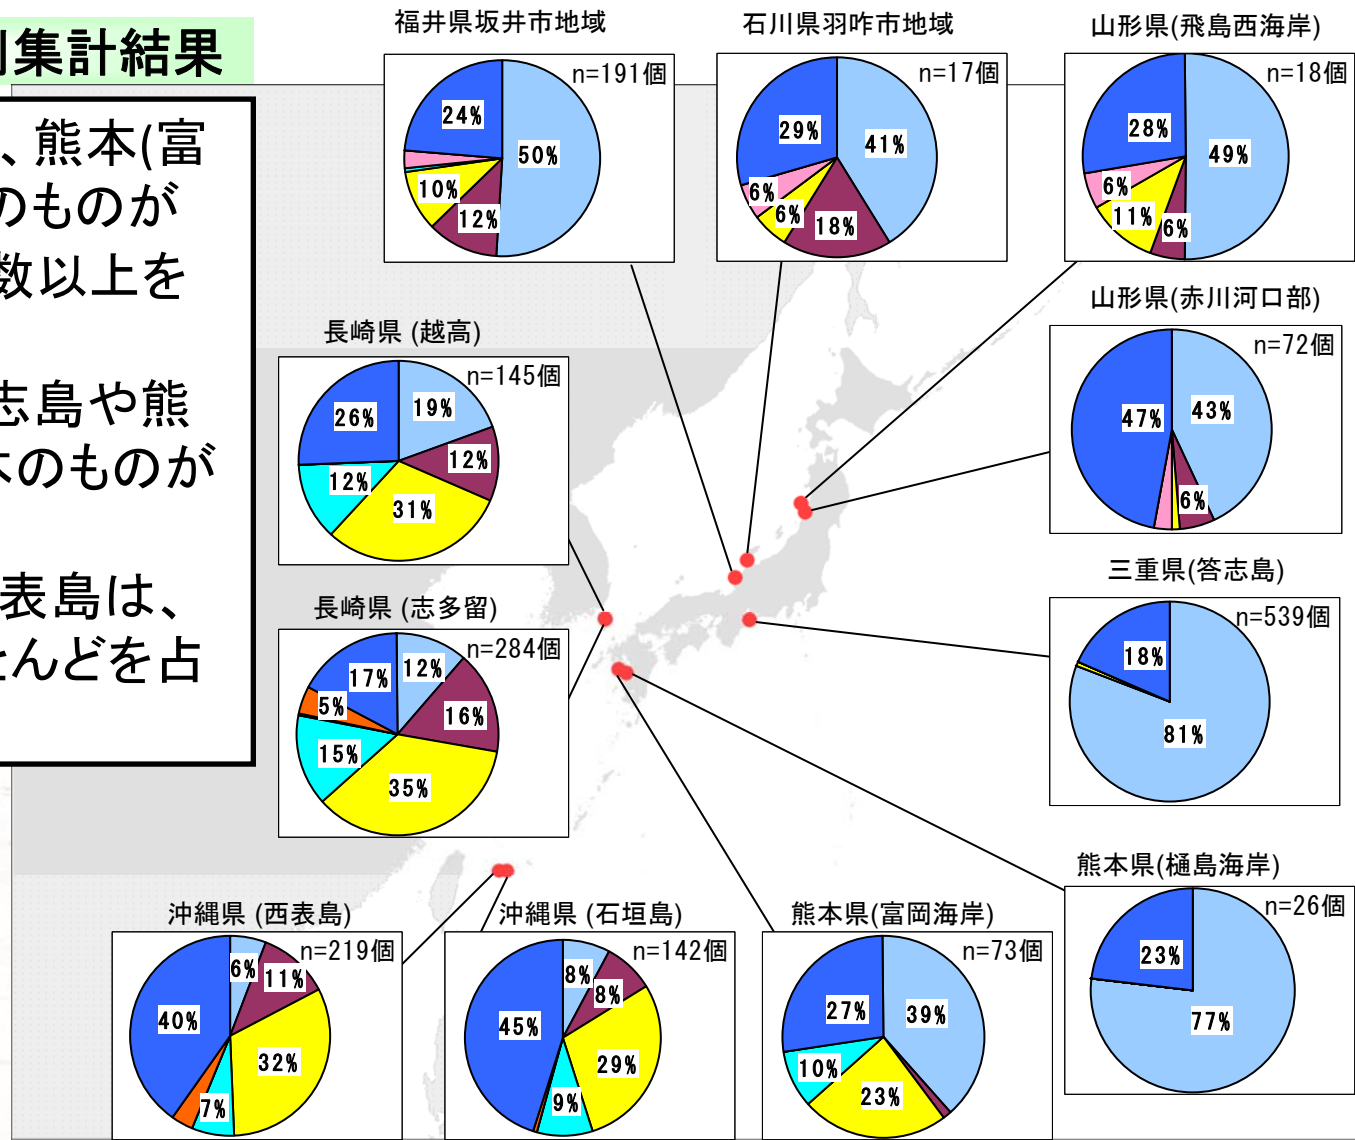 別集計結果
、熊本(富
のものが
数以上を
志島や熊
本のものが
表島は、
とんどを占
福井県坂井市地域
n=191個
24%
50%
10%
12%
石川県羽咋市地域
n=17個
29%
41%
6%
6%
18%
山形県(飛島西海岸)
n=18個
28%
49%
6%
11%
6%
山形県(赤川河口部)
n=72個
47%
43%
6%
長崎県 (越高)
n=145個
26%
19%
12%
12%
31%
三重県(答志島)
n=539個
18%
81%
長崎県 (志多留)
n=284個
17%
12%
5%
16%
15%
35%
熊本県(樋島海岸)
n=26個
23%
77%
沖縄県 (西表島)
n=219個
6%
11%
40%
32%
7%
沖縄県 (石垣島)
n=142個
8%
8%
45%
29%
9%
熊本県(富岡海岸)
n=73個
27%
39%
10%
23%